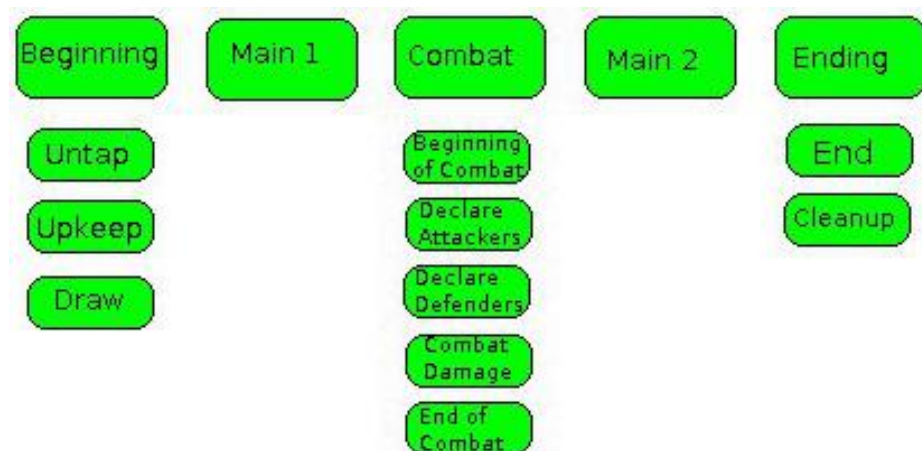 Beginning
Main 1
Combat
Main 2
Ending
Untap
Upkeep
Draw
Beginning
of Combat
Declare
Attackers
Declare
Defenders
Combat
Damage
End of
Combat
End
Cleanup